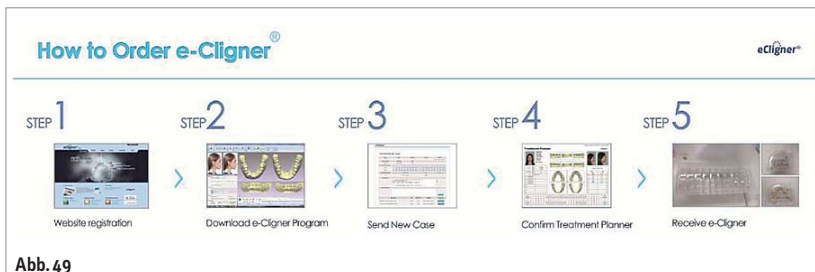 How to Order e-Cligner®
eClígner®
STEP 1
STEP 2
STEP 3
STEP 4
STEP 5
Website registration
Download e-Cligner Program
Send New Case
Confirm Treatment Planner
Receive e-Cligner
Abb. 49